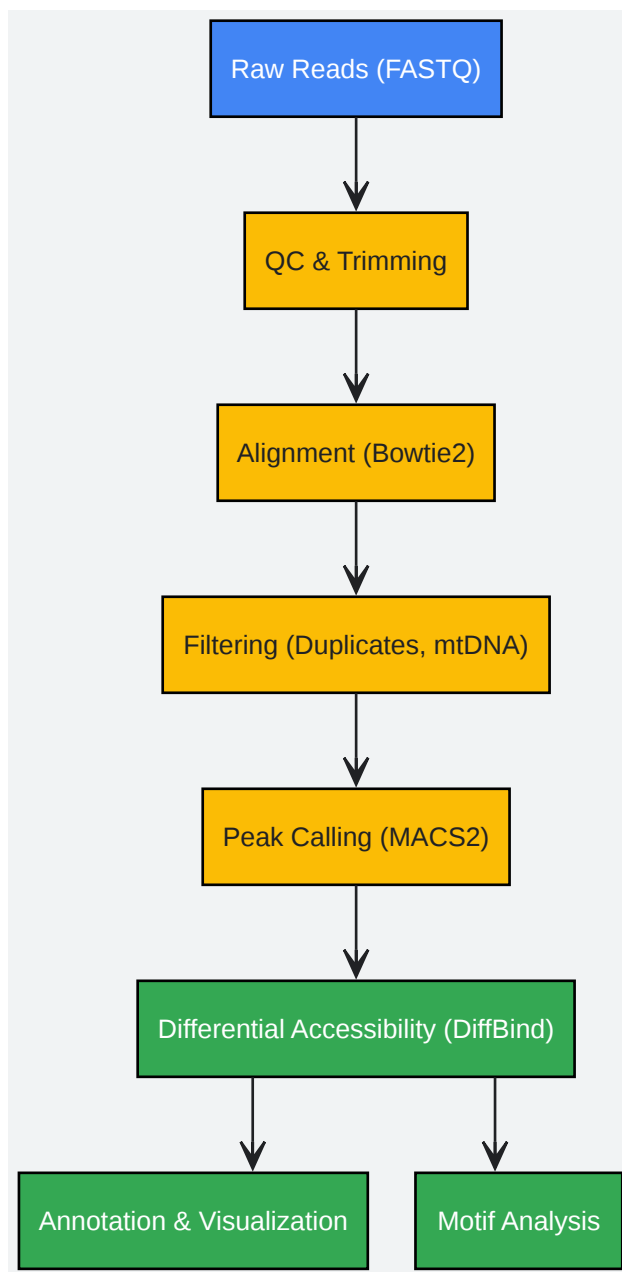 Raw Reads (FASTQ)
QC & Trimming
Alignment (Bowtie2)
Filtering (Duplicates, mtDNA)
Peak Calling (MACS2)
Differential Accessibility (DiffBind)
Annotation & Visualization
Motif Analysis